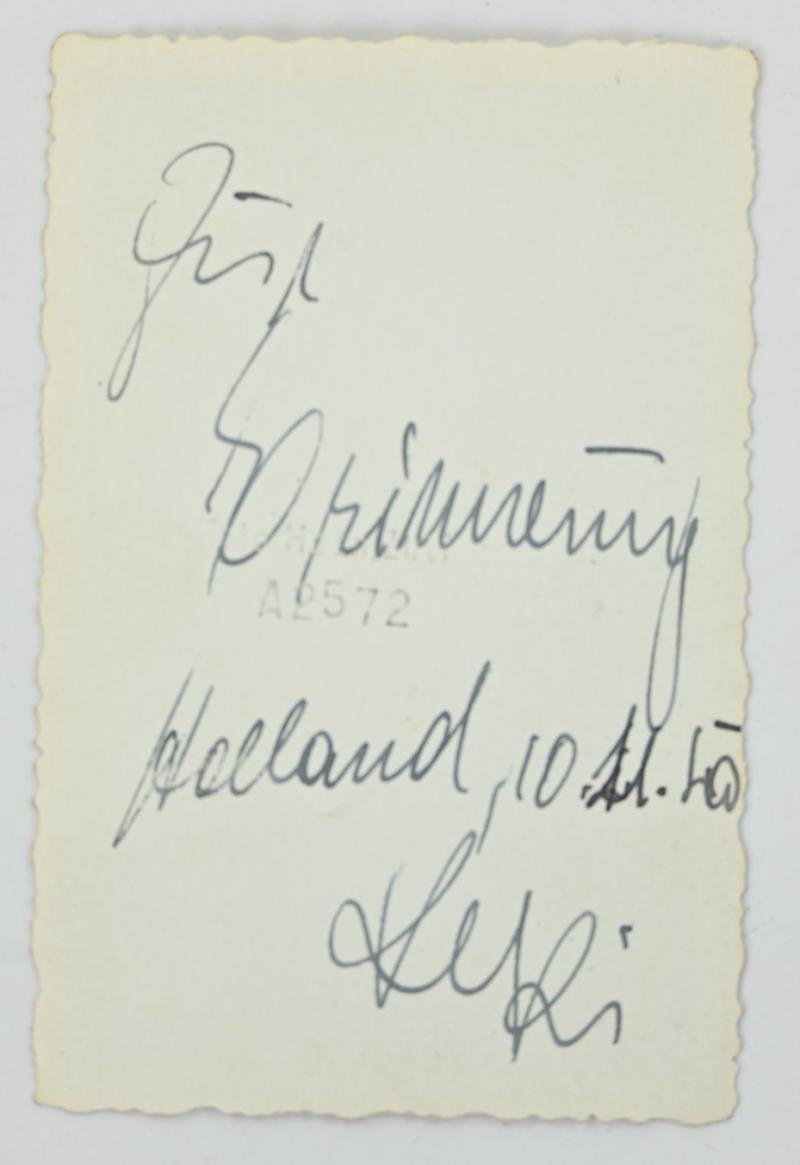 Zur
Erinnerung
A2572
Holland, 10.11.40